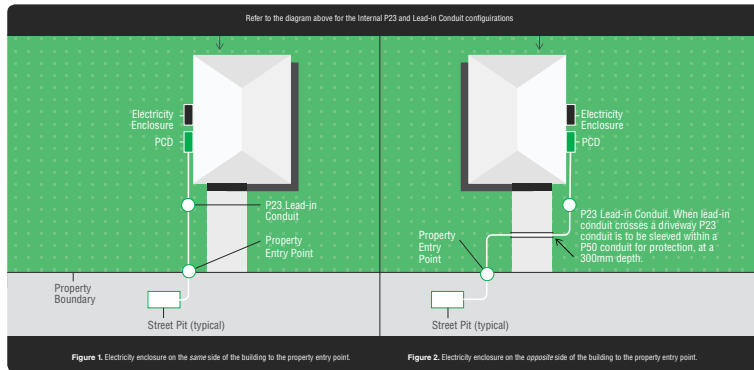 Refer to the diagram above for the Internal P23 and Lead-in Conduit configuirations
Electricity
Enclosure
PCD
P23 Lead-in
Conduit
Property
Entry Point
Property
Boundary
Street Pit (typical)
Figure 1. Electricity enclosure on the same side of the building to the property entry point.
Electricity
Enclosure
PCD
P23 Lead-in Conduit. When lead-in
conduit crosses a driveway P23
conduit is to be sleeved within a
P50 conduit for protection, at a
300mm depth.
Property
Entry
Point
Street Pit (typical)
Figure 2. Electricity enclosure on the opposite side of the building to the property entry point.